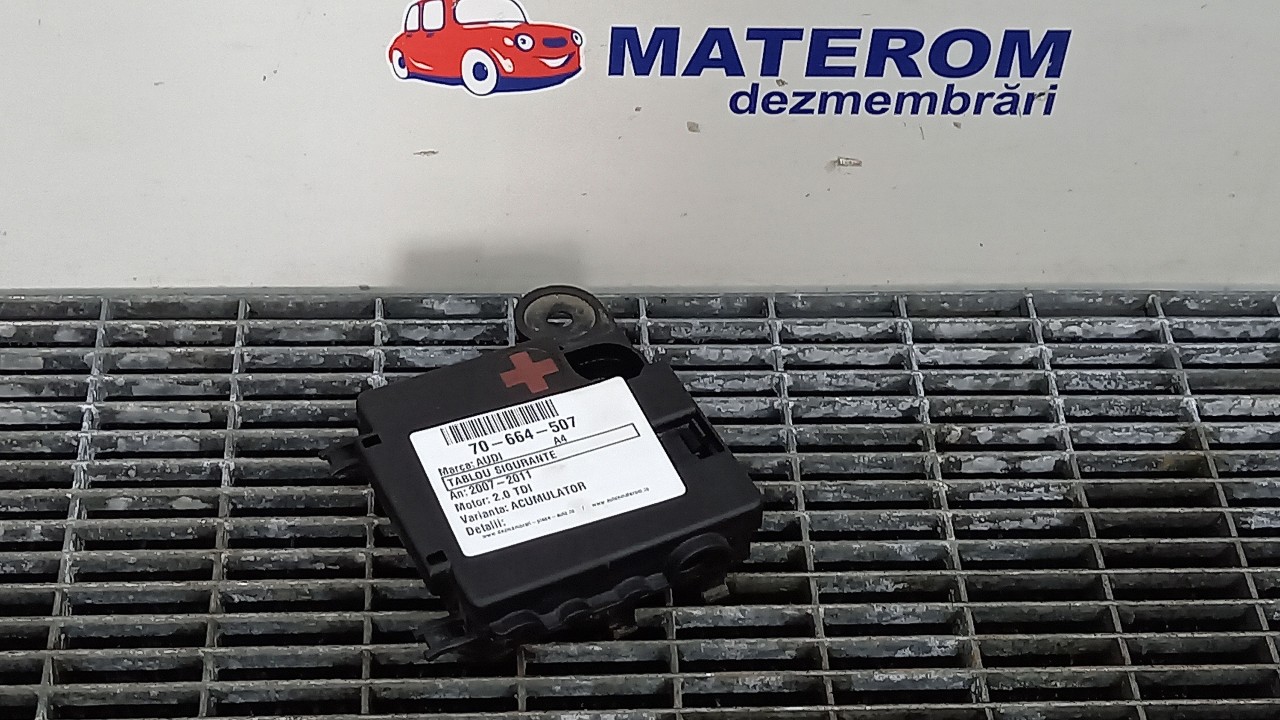 MATEROM
dezmembrări
70-664-507
Marca: AUDI A4
TABLOU SIGURANTE
An: 2007-2011
Motor: 2.0 TDI
Varianta: ACUMULATOR
Detalii: